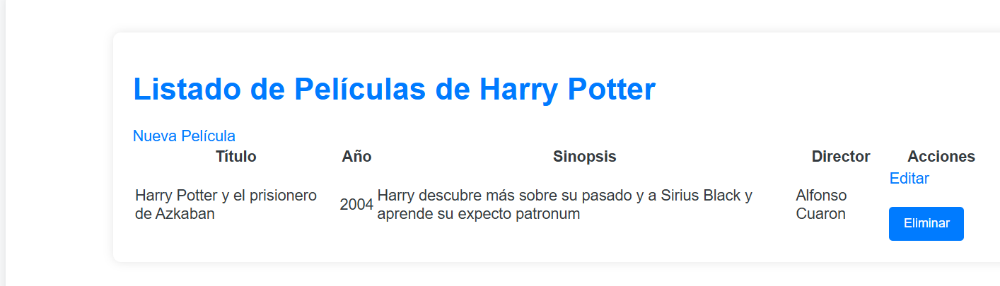 Listado de Películas de Harry Potter
Nueva Película
Título Año Sinopsis Director Acciones
Editar
Harry Potter y el prisionero
de Azkaban
2004
Harry descubre más sobre su pasado y a Sirius Black y
aprende su expecto patronum
Alfonso
Cuaron
Eliminar